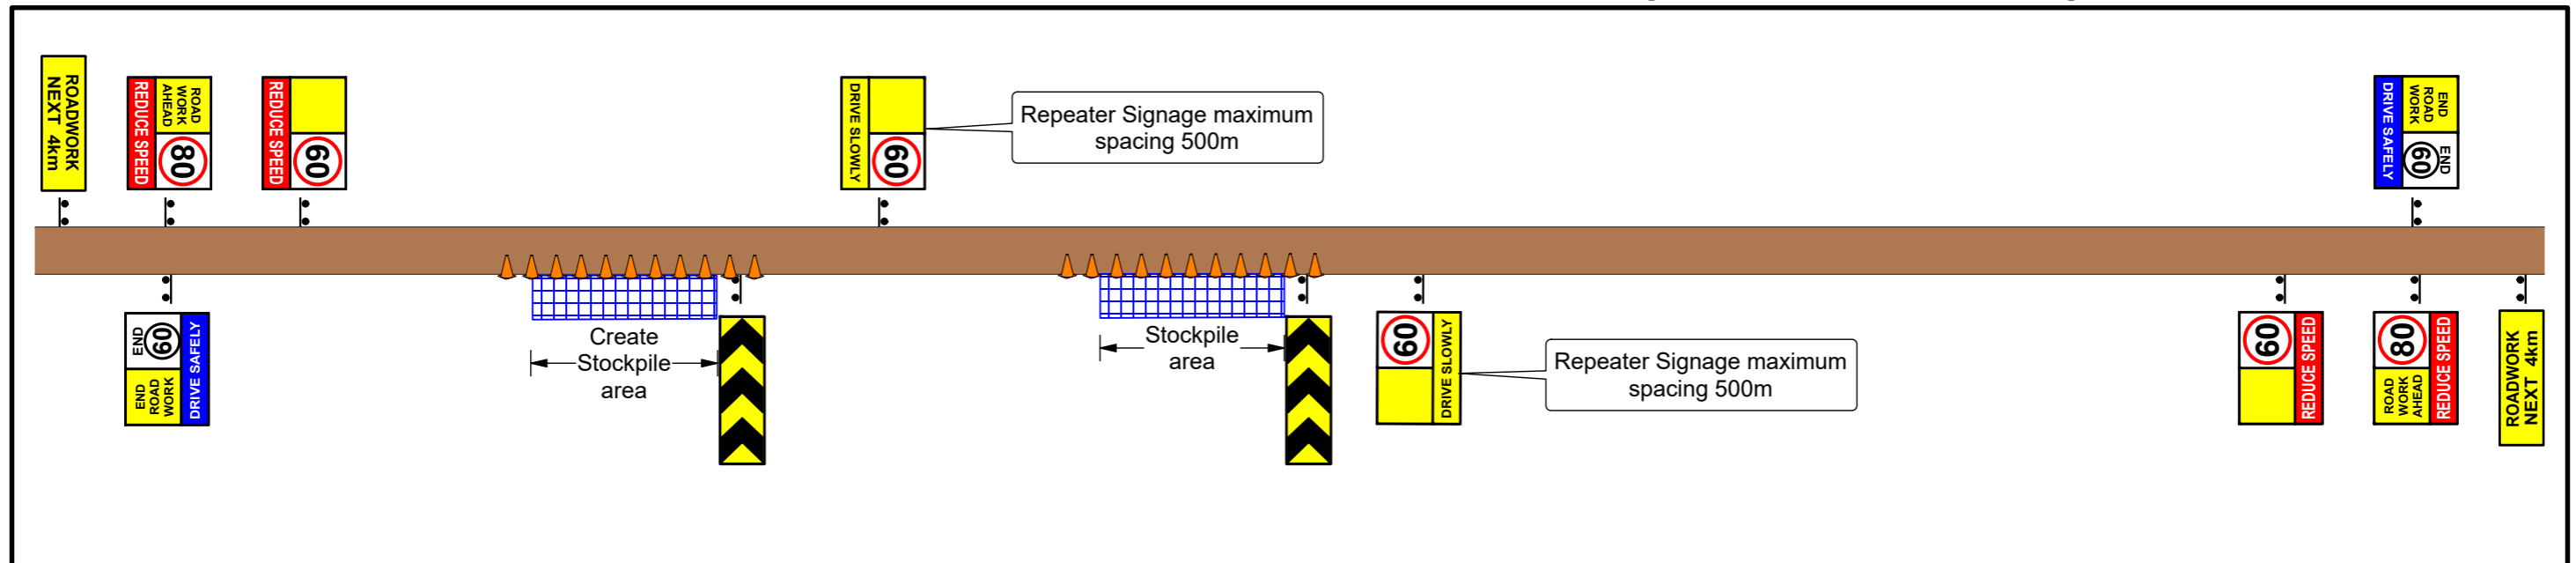 ROADWORK
NEXT 4km
ROAD
WORK
AHEAD
80
REDUCE SPEED
60
REDUCE SPEED
60
DRIVE SLOWLY
Repeater Signage maximum
spacing 500m
END
ROAD
WORK
END
60
DRIVE SAFELY
END
60
END
ROAD
WORK
DRIVE SAFELY
Create
Stockpile
area
Stockpile
area
60
DRIVE SLOWLY
Repeater Signage maximum
spacing 500m
60
REDUCE SPEED
80
ROAD
WORK
AHEAD
REDUCE SPEED
ROADWORK
NEXT 4km